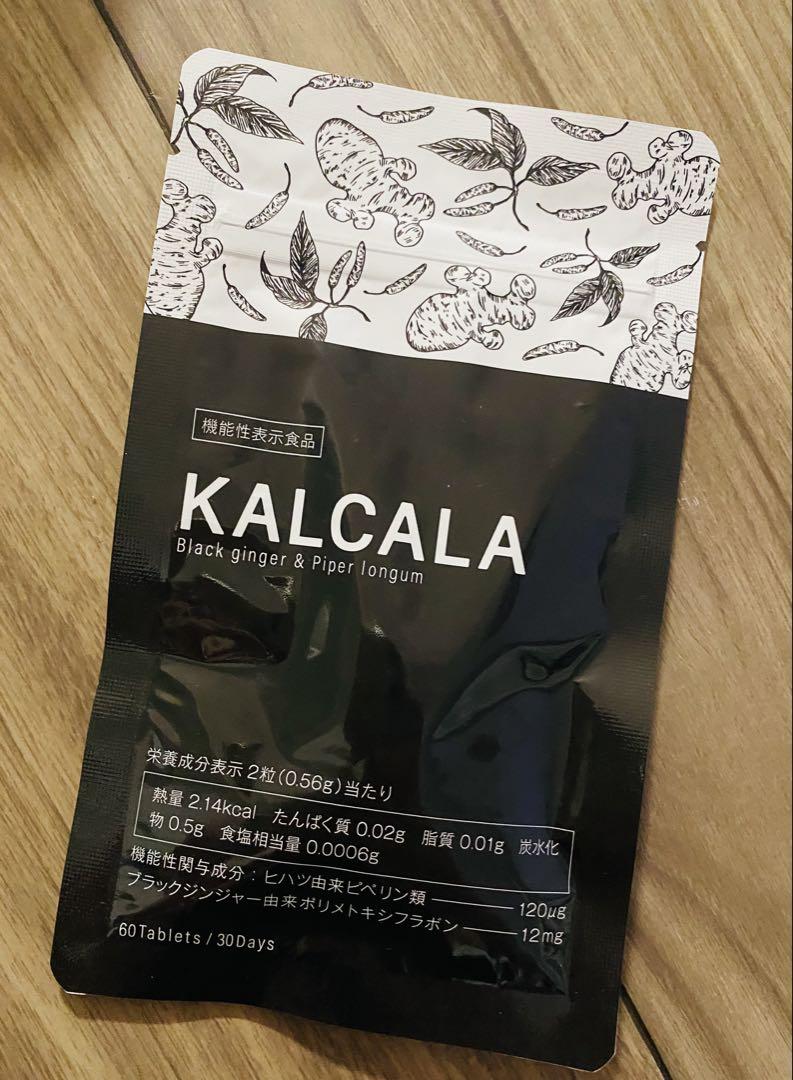 機能性表示食品
KALCALA
Black ginger & Piper longum
栄養成分表示 2粒(0.56g)当たり
熱量 2.14kcal たんぱく質 0.02g 脂質 0.01g 炭水化
物 0.5g 食塩相当量 0.0006g
機能性関与成分：ヒハツ由来ピペリン類 120μg
ブラックジンジャー由来ポリメトキシフラボン 12mg
60Tablets / 30Days